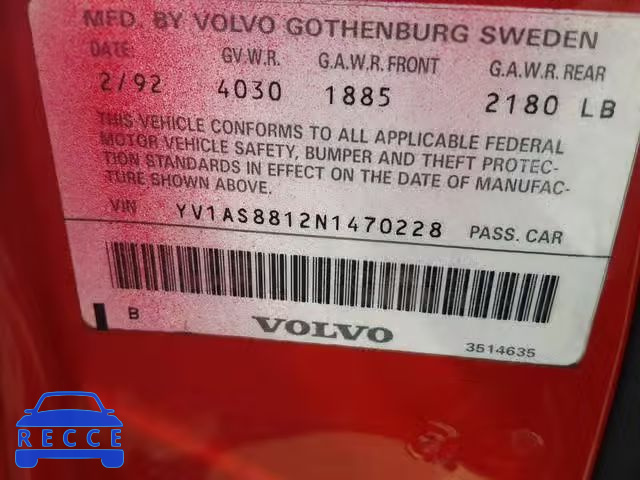 MFD. BY VOLVO GOTHENBURG SWEDEN
DATE: GV W.R. G.A.W.R. FRONT G.A.W.R. REAR
2/92 4030 1885 2180 LB
THIS VEHICLE CONFORMS TO ALL APPLICABLE FEDERAL
MOTOR VEHICLE SAFETY, BUMPER AND THEFT PROTEC-
TION STANDARDS IN EFFECT ON THE DATE OF MANUFAC-
TURE SHOWN ABOVE.
VIN YV1AS8812N1470228 PASS. CAR
B VOLVO 3514635
RECCE